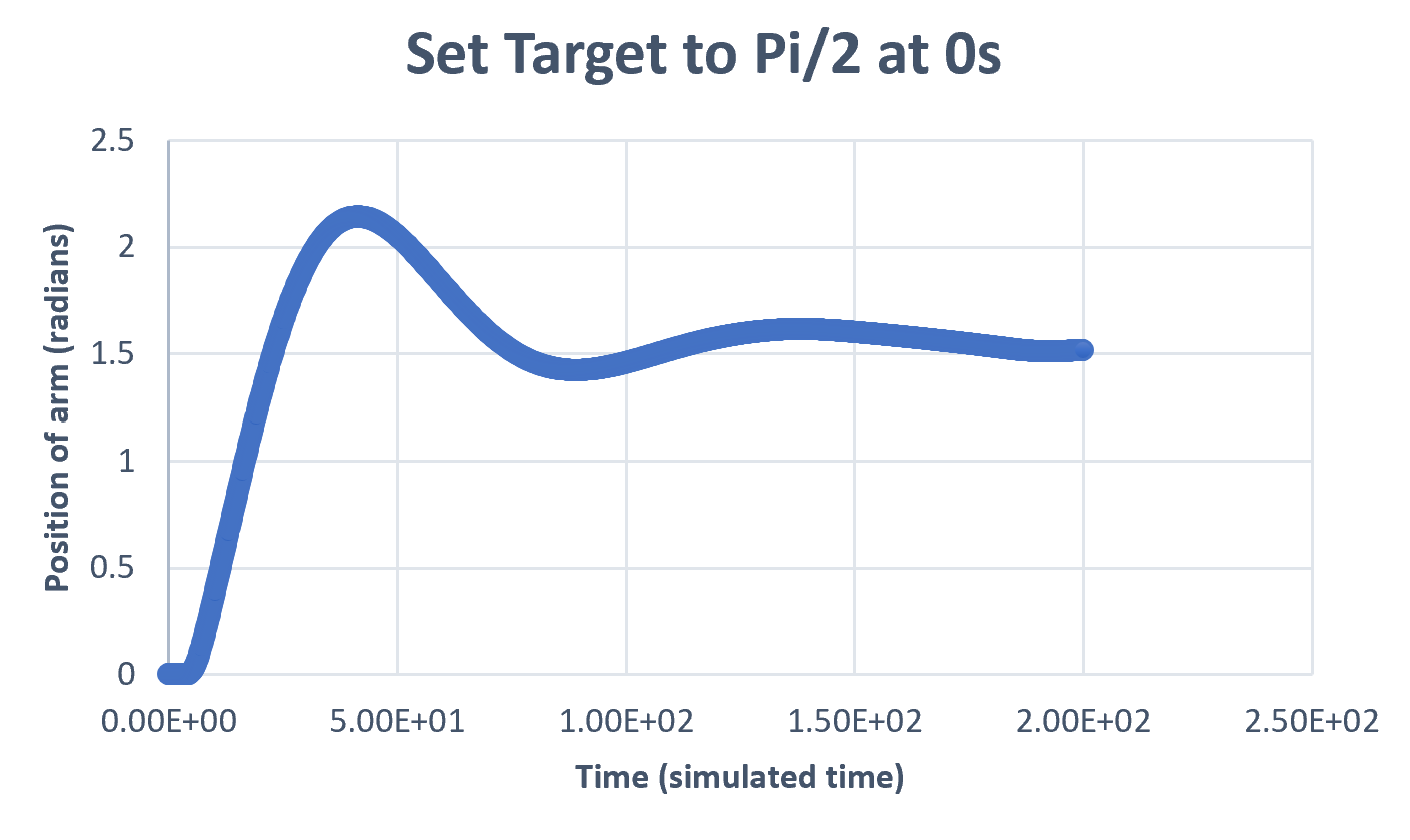 Set Target to Pi/2 at 0s
2.5
2
1.5
1
0.5
0
Position of arm (radians)
0.00E+00 5.00E+01 1.00E+02 1.50E+02 2.00E+02 2.50E+02
Time (simulated time)